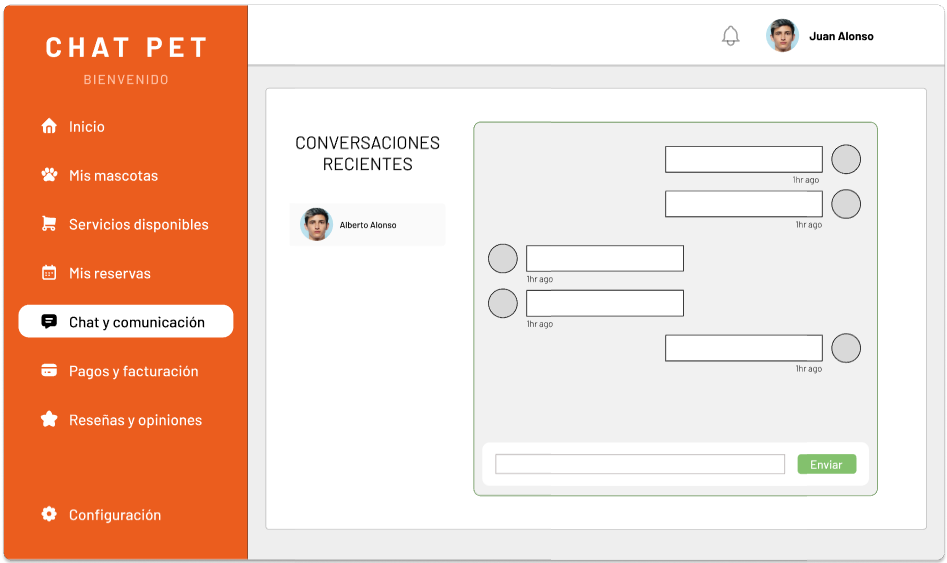 CHAT PET
BIENVENIDO
Inicio
Mis mascotas
Servicios disponibles
Mis reservas
Chat y comunicación
Pagos y facturación
Reseñas y opiniones
Configuración
Juan Alonso
CONVERSACIONES
RECIENTES
Alberto Alonso
1hr ago
1hr ago
1hr ago
1hr ago
1hr ago
Enviar